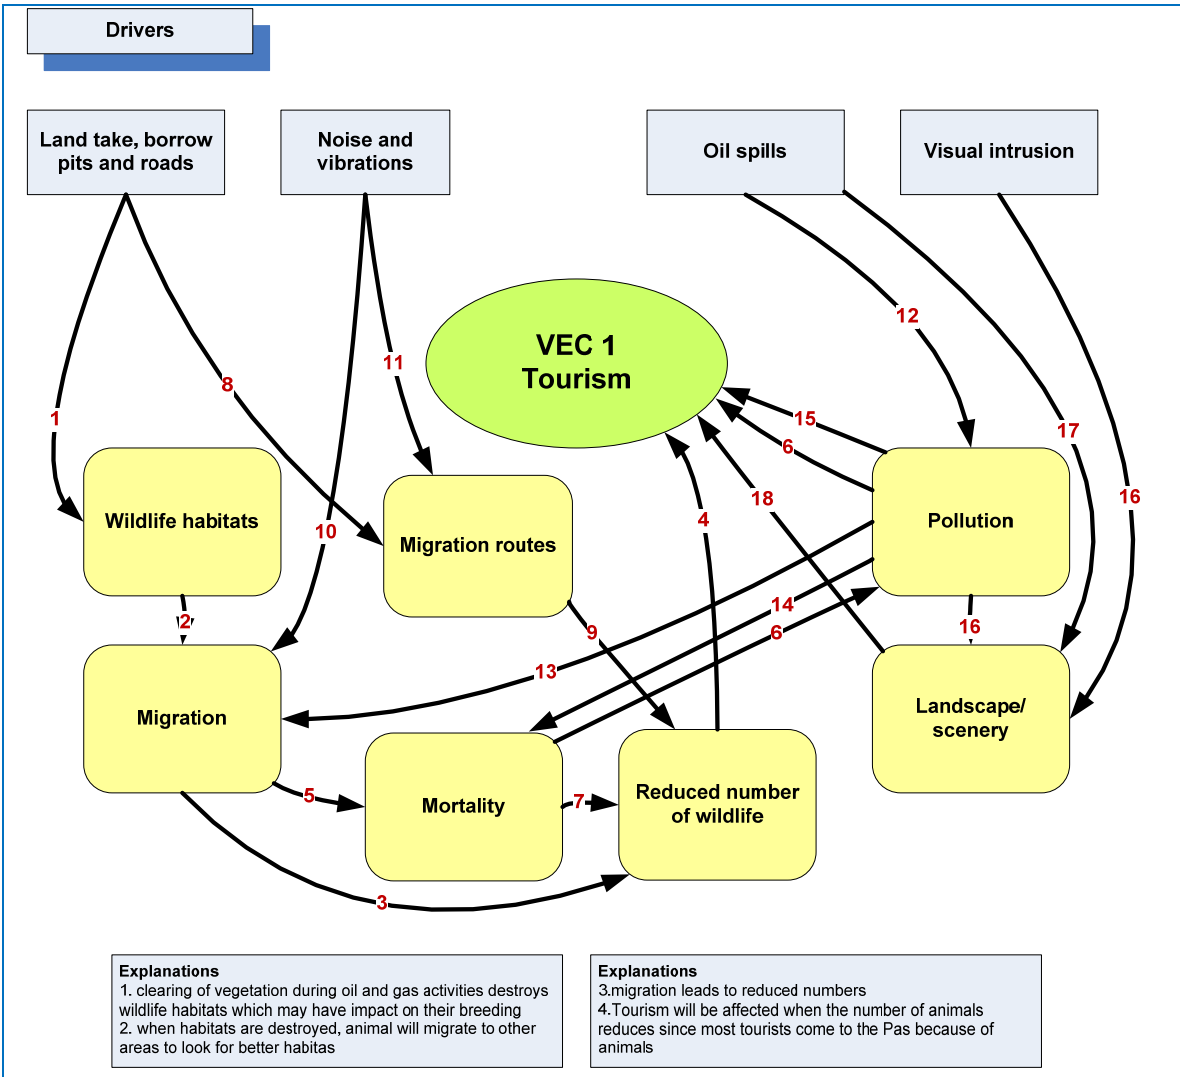 Drivers
Land take, borrow
pits and roads
Noise and
vibrations
Oil spills
Visual intrusion
VEC 1
Tourism
12
11
8
1
15
6
17
18
16
4
10
Wildlife habitats
Migration routes
Pollution
2
9
14
6
16
13
Migration
Landscape/
scenery
5
7
Mortality
Reduced number
of wildlife
3
Explanations
1. clearing of vegetation during oil and gas activities destroys
wildlife habitats which may have impact on their breeding
2. when habitats are destroyed, animal will migrate to other
areas to look for better habitas
Explanations
3.migration leads to reduced numbers
4.Tourism will be affected when the number of animals
reduces since most tourists come to the Pas because of
animals